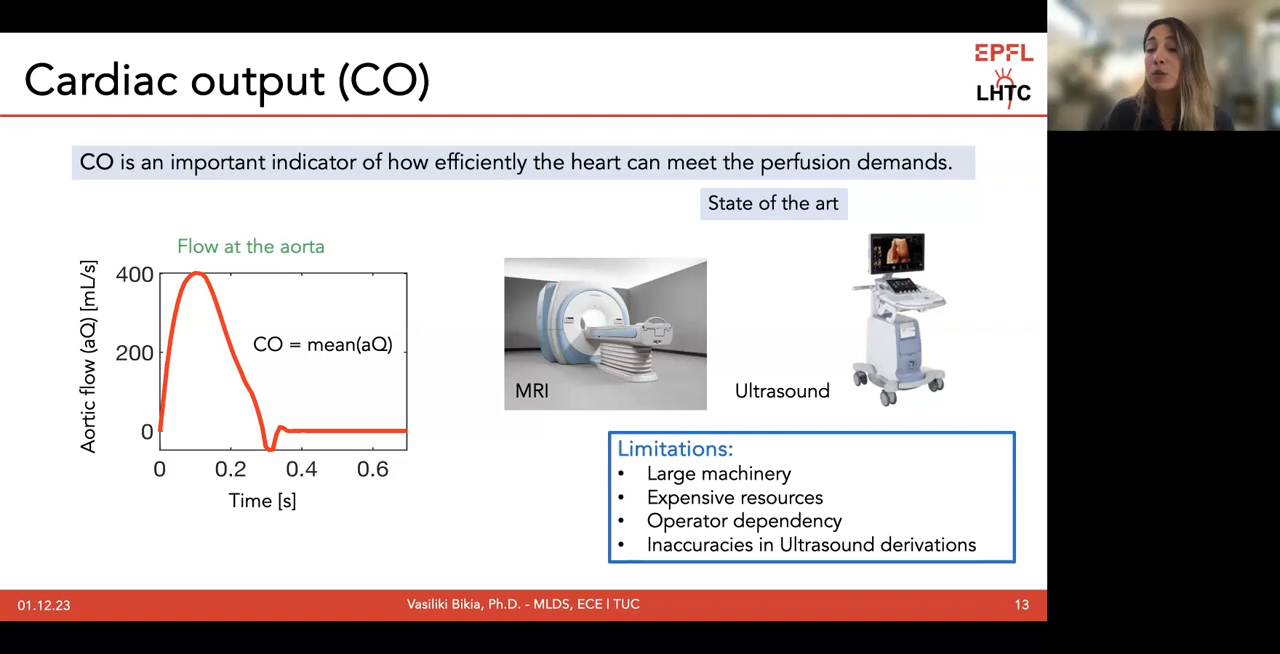 Cardiac output (CO)
EPFL
LHTC
CO is an important indicator of how efficiently the heart can meet the perfusion demands.
State of the art
Flow at the aorta
Aortic flow (aQ) [mL/s]
400
200
0
CO = mean(aQ)
0 0.2 0.4 0.6
Time [s]
MRI
Ultrasound
Limitations:
• Large machinery
• Expensive resources
• Operator dependency
• Inaccuracies in Ultrasound derivations
01.12.23
Vasiliki Bikia, Ph.D. - MLDS, ECE | TUC
13